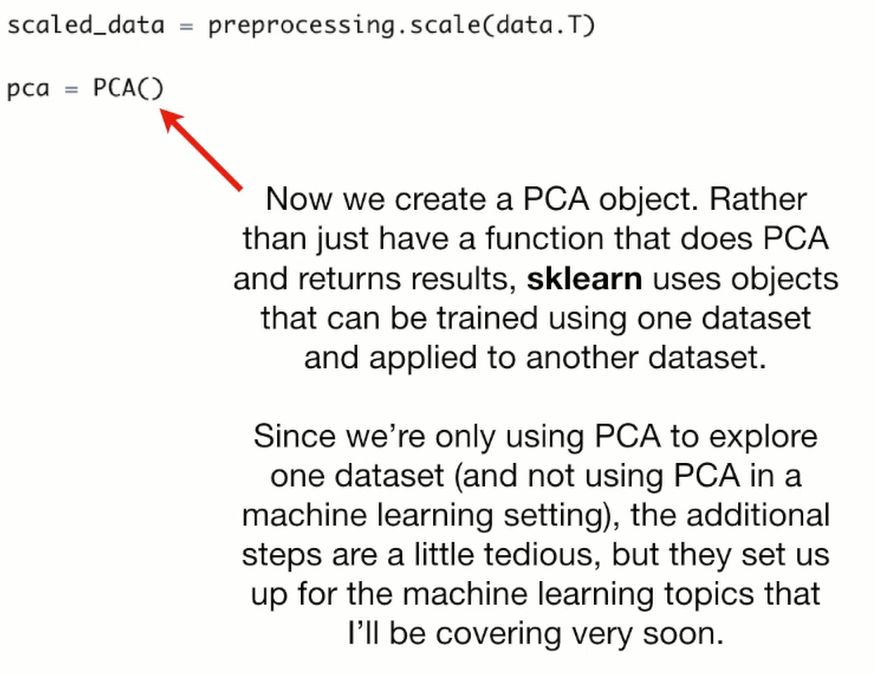 scaled_data = preprocessing.scale(data.T)
pca = PCA()
Now we create a PCA object. Rather
than just have a function that does PCA
and returns results, sklearn uses objects
that can be trained using one dataset
and applied to another dataset.
Since we’re only using PCA to explore
one dataset (and not using PCA in a
machine learning setting), the additional
steps are a little tedious, but they set us
up for the machine learning topics that
I’ll be covering very soon.